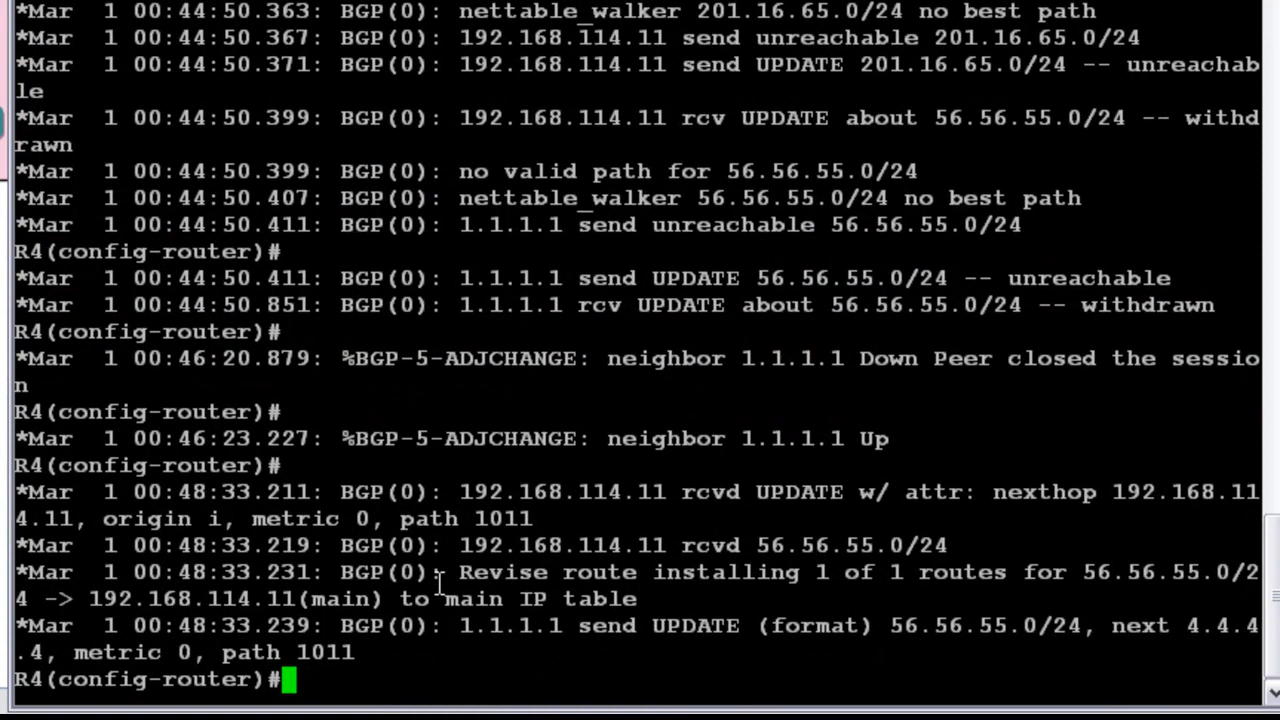 *Mar  1 00:44:50.363: BGP(0): nettable_walker 201.16.65.0/24 no best path
*Mar  1 00:44:50.367: BGP(0): 192.168.114.11 send unreachable 201.16.65.0/24
*Mar  1 00:44:50.371: BGP(0): 192.168.114.11 send UPDATE 201.16.65.0/24 -- unreachab
le
*Mar  1 00:44:50.399: BGP(0): 192.168.114.11 rcv UPDATE about 56.56.55.0/24 -- withd
rawn
*Mar  1 00:44:50.399: BGP(0): no valid path for 56.56.55.0/24
*Mar  1 00:44:50.407: BGP(0): nettable_walker 56.56.55.0/24 no best path
*Mar  1 00:44:50.411: BGP(0): 1.1.1.1 send unreachable 56.56.55.0/24
R4(config-router)#
*Mar  1 00:44:50.411: BGP(0): 1.1.1.1 send UPDATE 56.56.55.0/24 -- unreachable
*Mar  1 00:44:50.851: BGP(0): 1.1.1.1 rcv UPDATE about 56.56.55.0/24 -- withdrawn
R4(config-router)#
*Mar  1 00:46:20.879: %BGP-5-ADJCHANGE: neighbor 1.1.1.1 Down Peer closed the sessio
n
R4(config-router)#
*Mar  1 00:46:23.227: %BGP-5-ADJCHANGE: neighbor 1.1.1.1 Up
R4(config-router)#
*Mar  1 00:48:33.211: BGP(0): 192.168.114.11 rcvd UPDATE w/ attr: nexthop 192.168.11
4.11, origin i, metric 0, path 1011
*Mar  1 00:48:33.219: BGP(0): 192.168.114.11 rcvd 56.56.55.0/24
*Mar  1 00:48:33.231: BGP(0): Revise route installing 1 of 1 routes for 56.56.55.0/2
4 -> 192.168.114.11(main) to main IP table
*Mar  1 00:48:33.239: BGP(0): 1.1.1.1 send UPDATE (format) 56.56.55.0/24, next 4.4.4
.4, metric 0, path 1011
R4(config-router)#